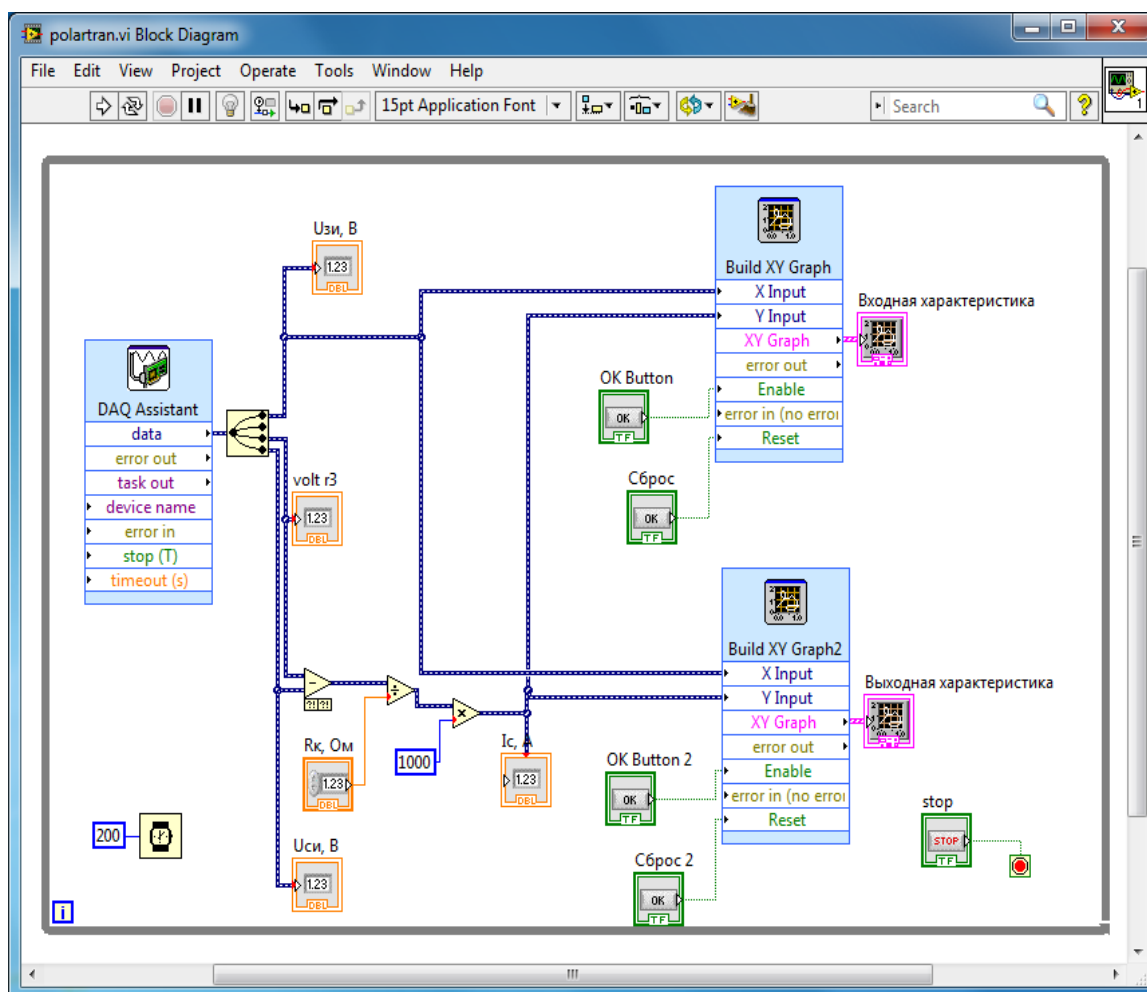 polartran.vi Block Diagram
File Edit View Project Operate Tools Window Help
15pt Application Font
Search
?
1
Uзи, В
1.23
DBL
DAQ Assistant
data
error out
task out
device name
error in
stop (T)
timeout (s)
volt r3
1.23
DBL
Rк, Ом
1.23
DBL
1000
Ic, A
1.23
DBL
200
Uси, В
1.23
DBL
i
Build XY Graph
X Input
Y Input
XY Graph
error out
Enable
error in (no erroı
Reset
Входная характеристика
OK Button
OK
TF
Сброс
OK
TF
Build XY Graph2
X Input
Y Input
XY Graph
error out
Enable
error in (no erroı
Reset
Выходная характеристика
OK Button 2
OK
TF
Сброс 2
OK
TF
stop
STOP
TF